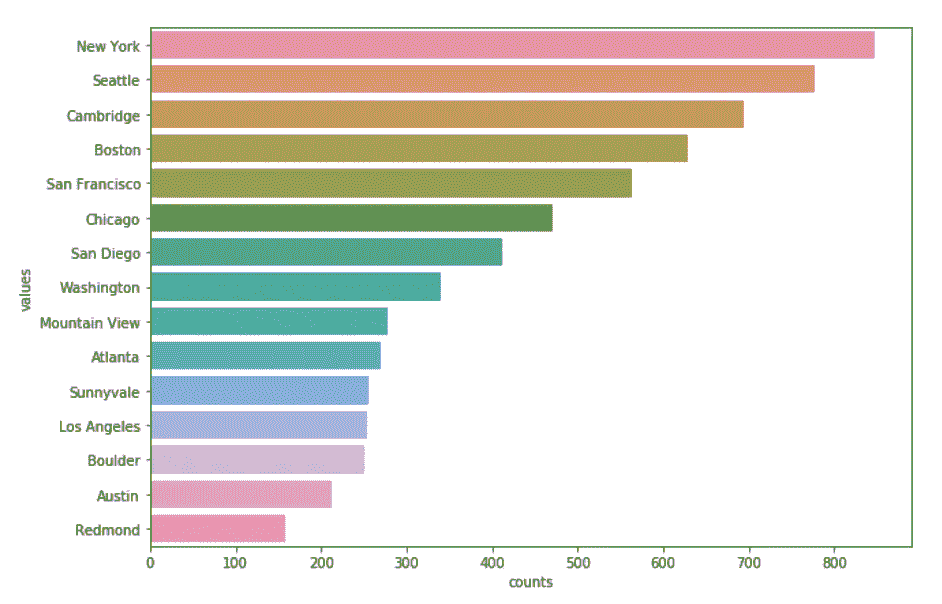 New York
Seattle
Cambridge
Boston
San Francisco
Chicago
San Diego
Washington
Mountain View
Atlanta
Sunnyvale
Los Angeles
Boulder
Austin
Redmond
values
0 100 200 300 400 500 600 700 800
counts